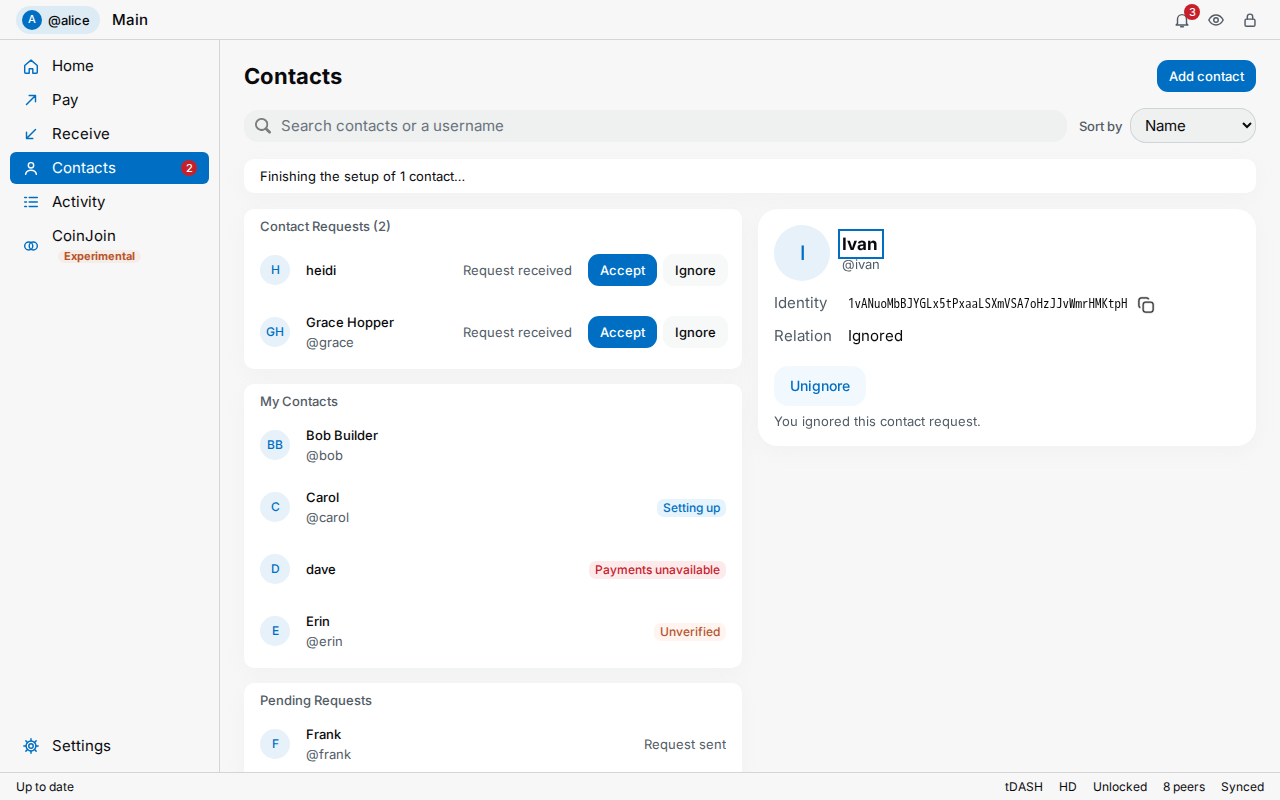 A @alice Main 3
Home
Pay
Receive
Contacts 2
Activity
CoinJoin
Experimental
Settings
Contacts
Add contact
Search contacts or a username
Sort by Name
Finishing the setup of 1 contact...
Contact Requests (2)
H heidi Request received Accept Ignore
GH Grace Hopper
@grace
Request received Accept Ignore
My Contacts
BB Bob Builder
@bob
C Carol
@carol
Setting up
D dave Payments unavailable
E Erin
@erin
Unverified
Pending Requests
F Frank
@frank
Request sent
I Ivan
@ivan
Identity 1vANuoMbBJYGLx5tPxaaLSXmVSA7oHzJJvWmrHMKtpH
Relation Ignored
Unignore
You ignored this contact request.
Up to date
tDASH HD Unlocked 8 peers Synced